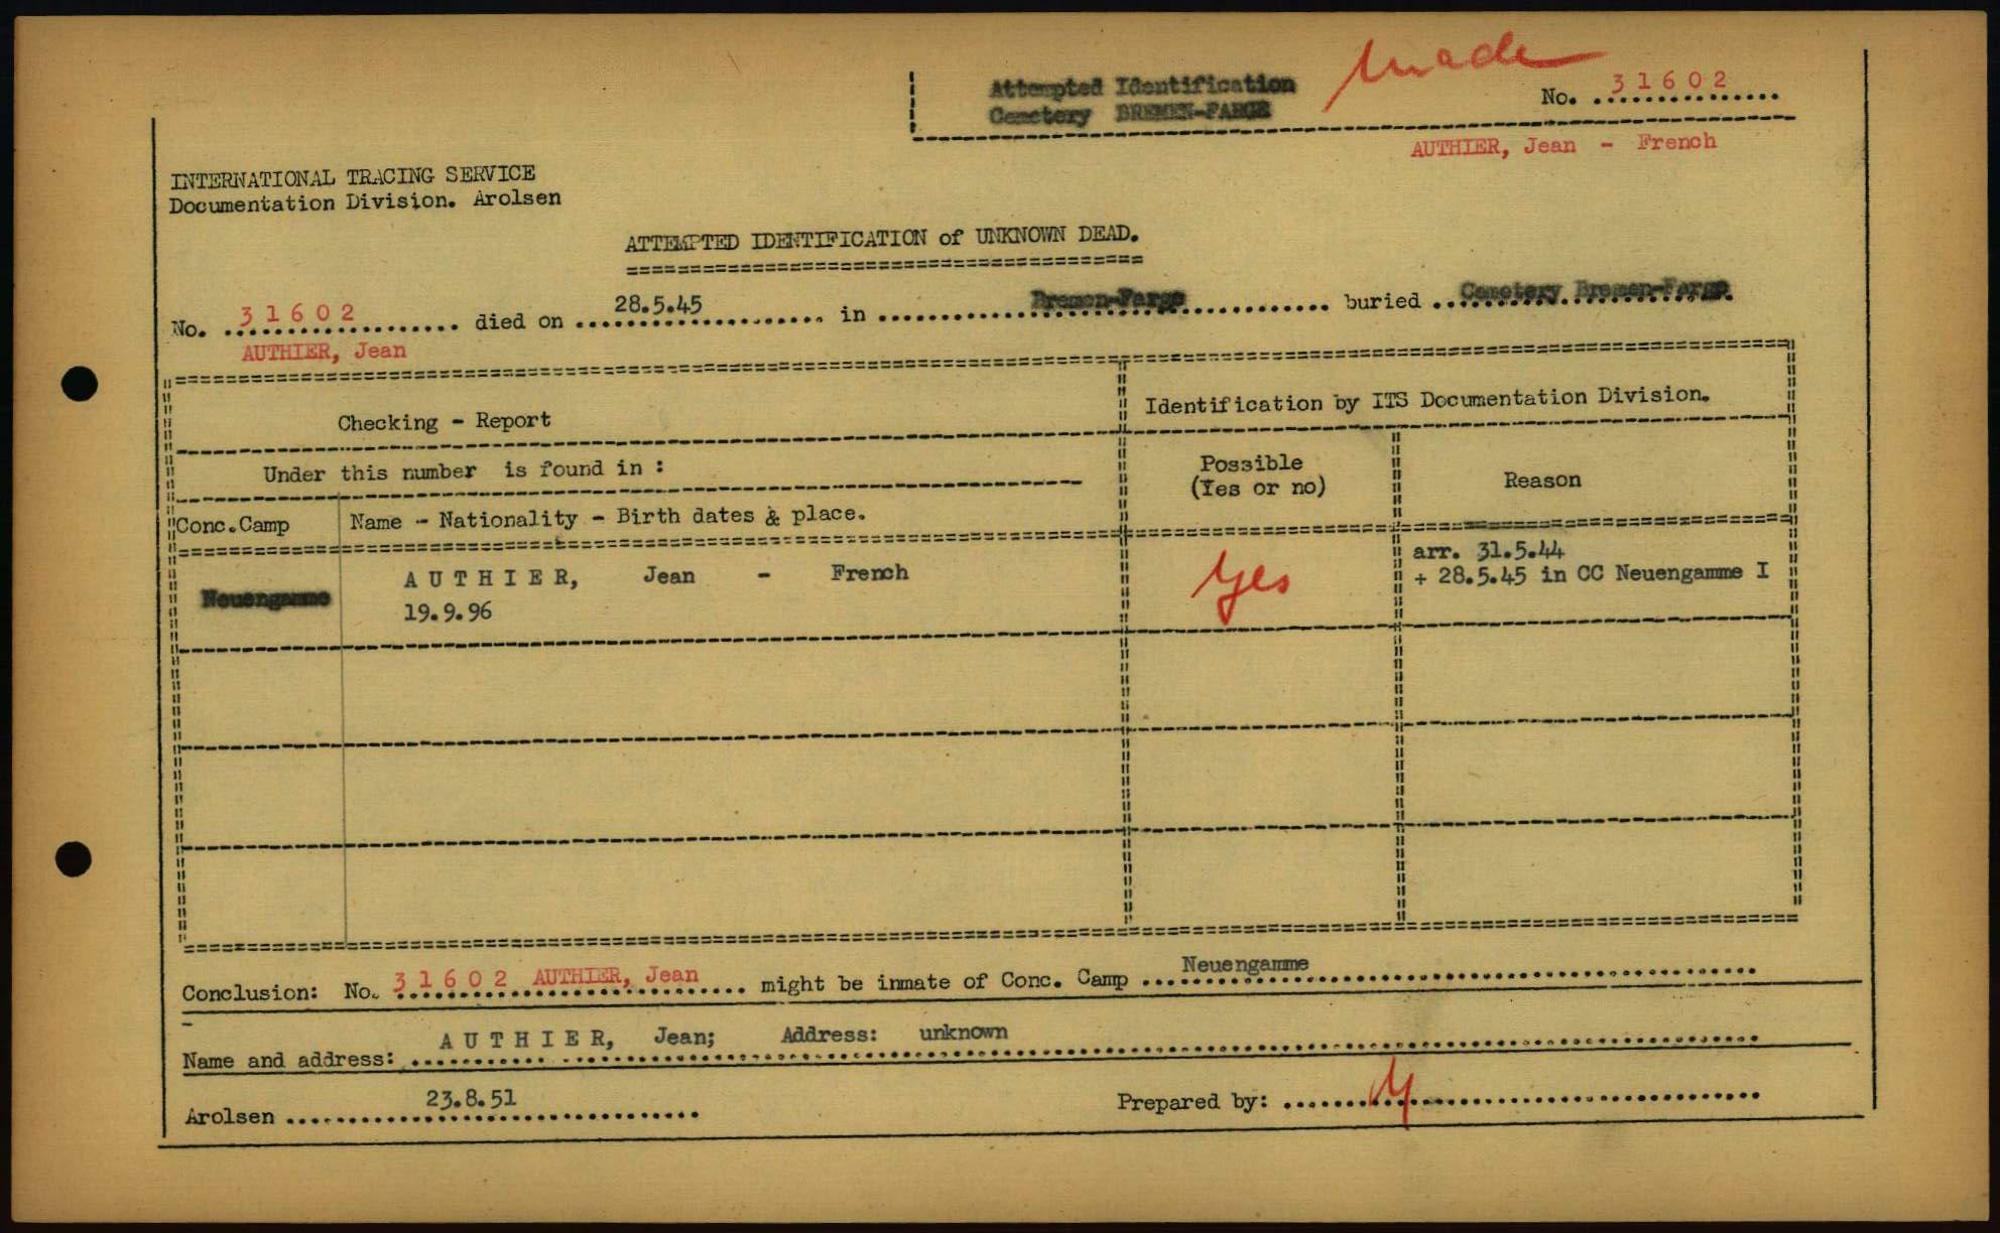 Attempted Identification
Cemetery BREMEN-FARGE
made
No. 31602
AUTHIER, Jean - French
INTERNATIONAL TRACING SERVICE
Documentation Division. Arolsen
ATTEMPTED IDENTIFICATION of UNKNOWN DEAD.
No. 31602 died on 28.5.45 in Bremen-Farge buried Cemetery Bremen-Farge
AUTHIER, Jean
Checking - Report
Identification by ITS Documentation Division.
Under this number is found in :
Possible
(Yes or no)
Reason
Conc.Camp
Name - Nationality - Birth dates & place.
Neuengamme
AUTHIER, Jean - French
19.9.96
Yes
arr. 31.5.44
+ 28.5.45 in CC Neuengamme I
Conclusion: No. 31602 AUTHIER, Jean might be inmate of Conc. Camp Neuengamme
Name and address: AUTHIER, Jean; Address: unknown
Arolsen 23.8.51
Prepared by: